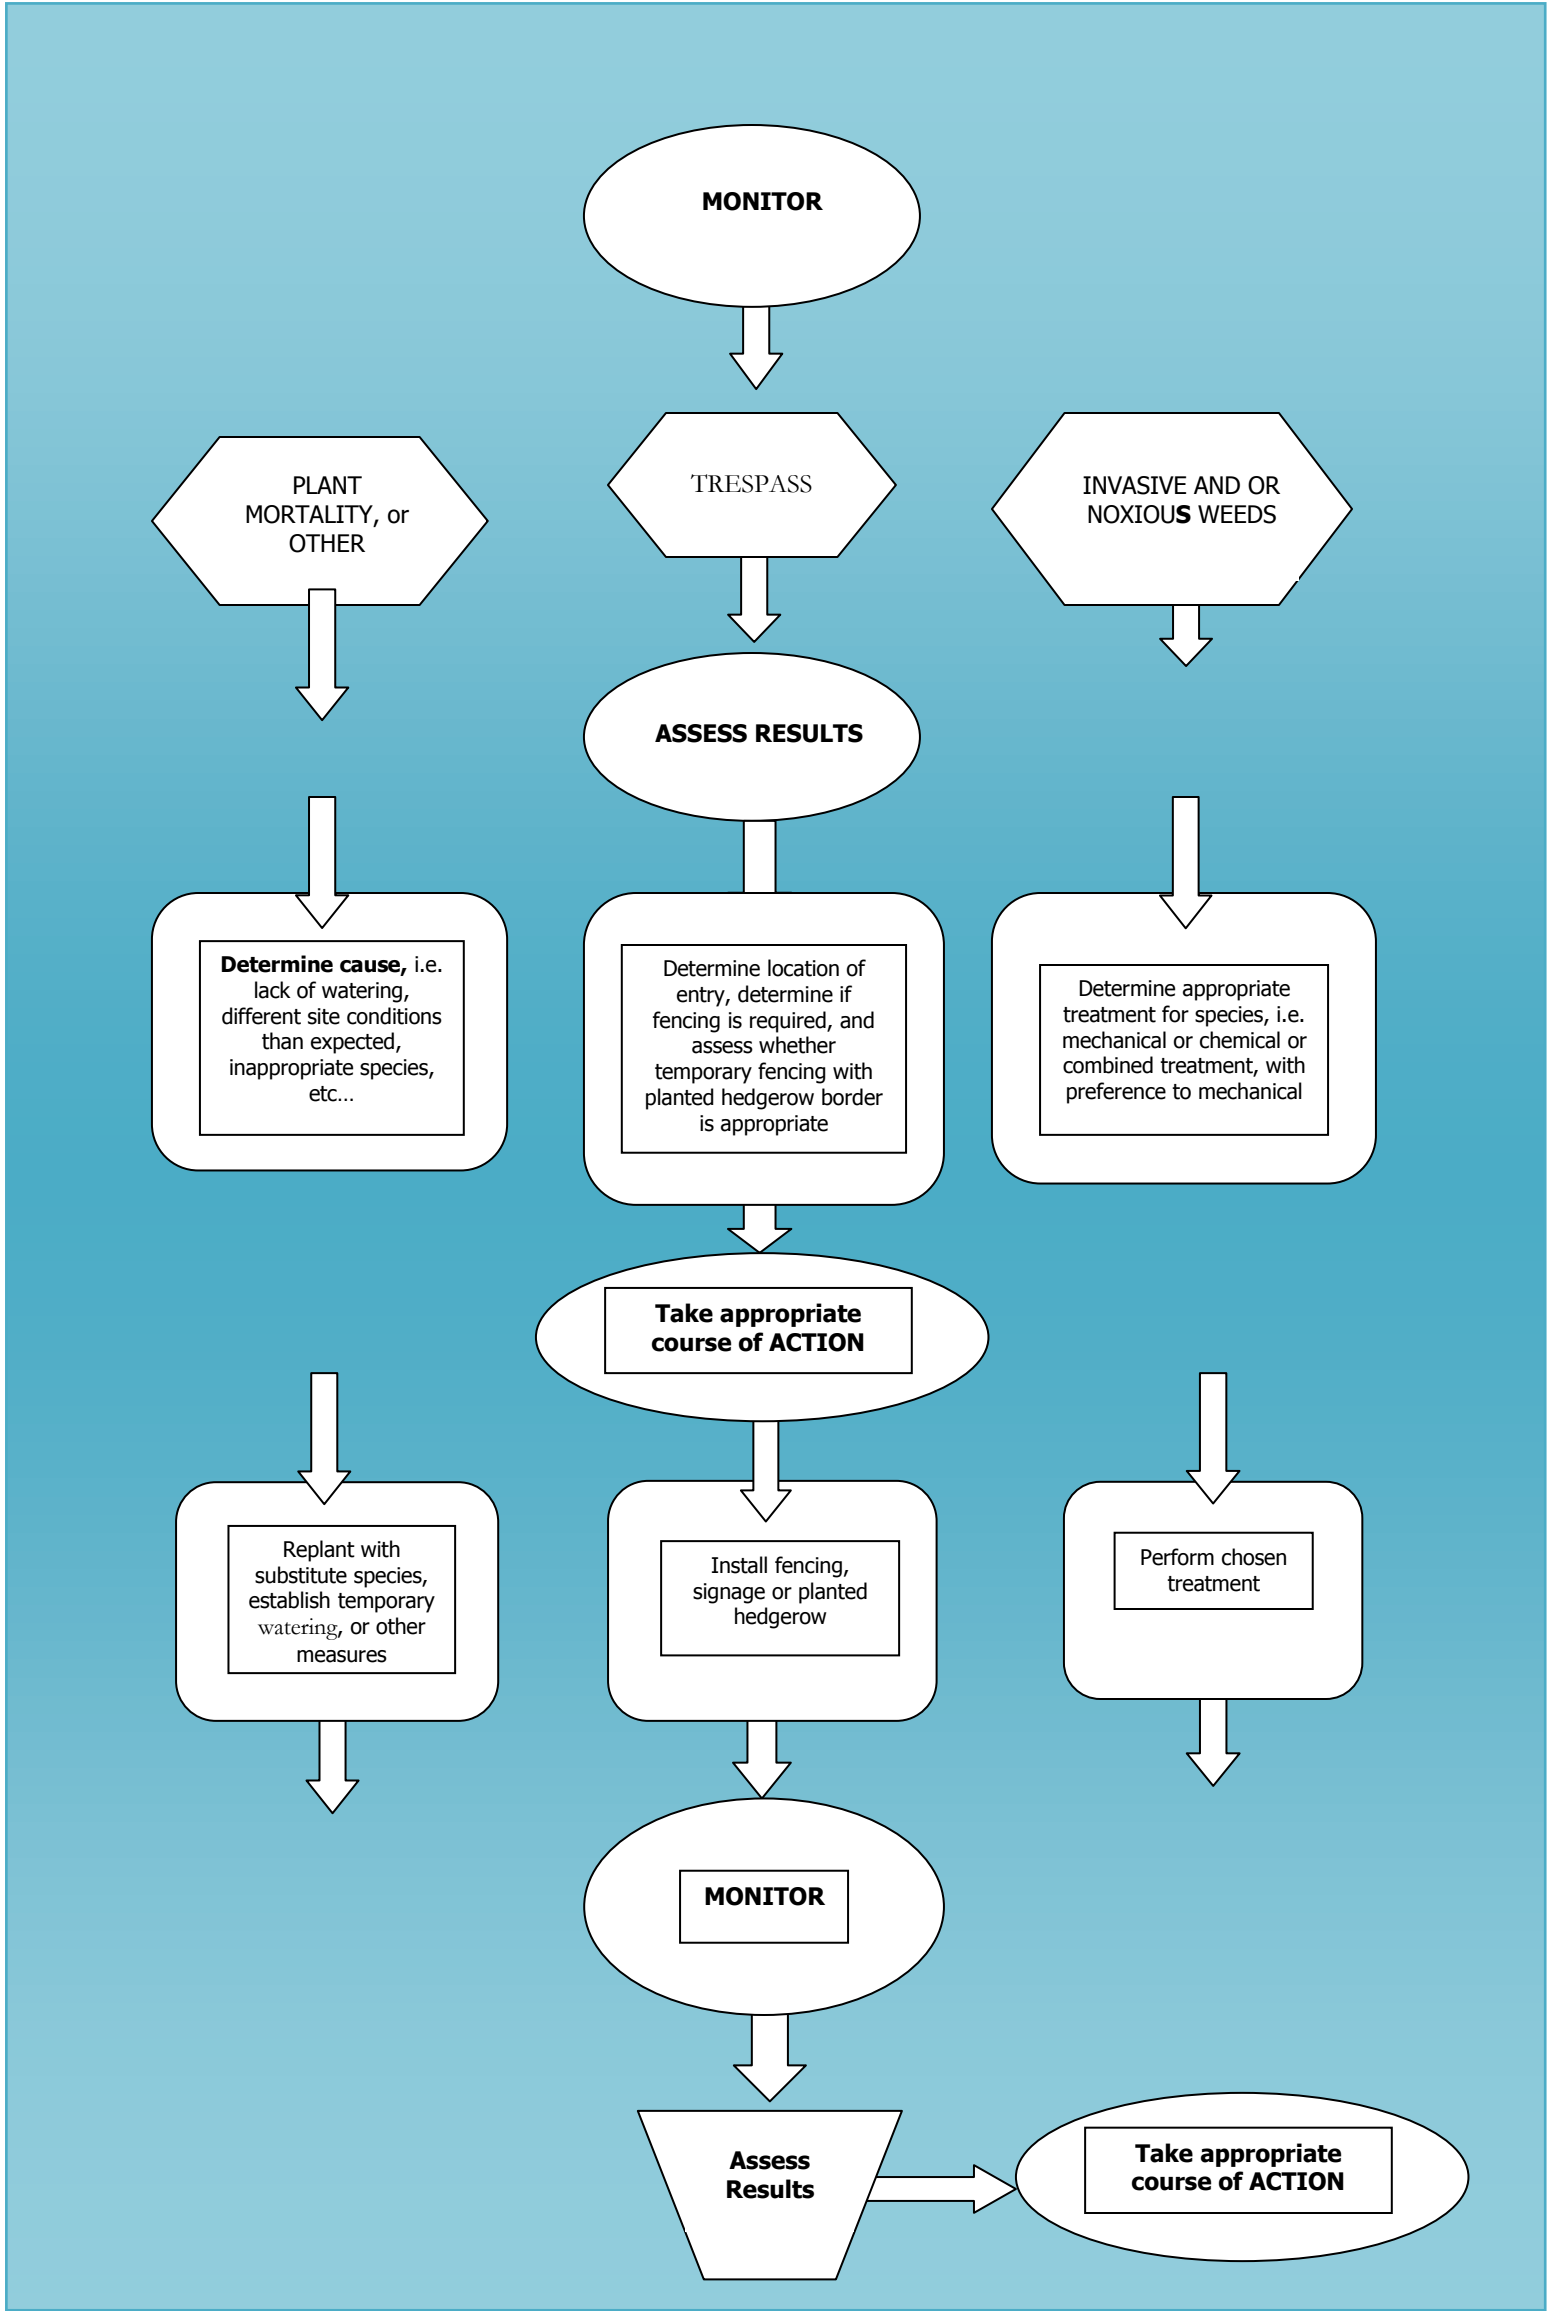 MONITOR
PLANT
MORTALITY, or
OTHER
TRESPASS
INVASIVE AND OR
NOXIOUS WEEDS
ASSESS RESULTS
Determine cause, i.e.
lack of watering,
different site conditions
than expected,
inappropriate species,
etc…
Determine location of
entry, determine if
fencing is required, and
assess whether
temporary fencing with
planted hedgerow border
is appropriate
Determine appropriate
treatment for species, i.e.
mechanical or chemical or
combined treatment, with
preference to mechanical
Take appropriate
course of ACTION
Replant with
substitute species,
establish temporary
watering, or other
measures
Install fencing,
signage or planted
hedgerow
Perform chosen
treatment
MONITOR
Assess
Results
Take appropriate
course of ACTION